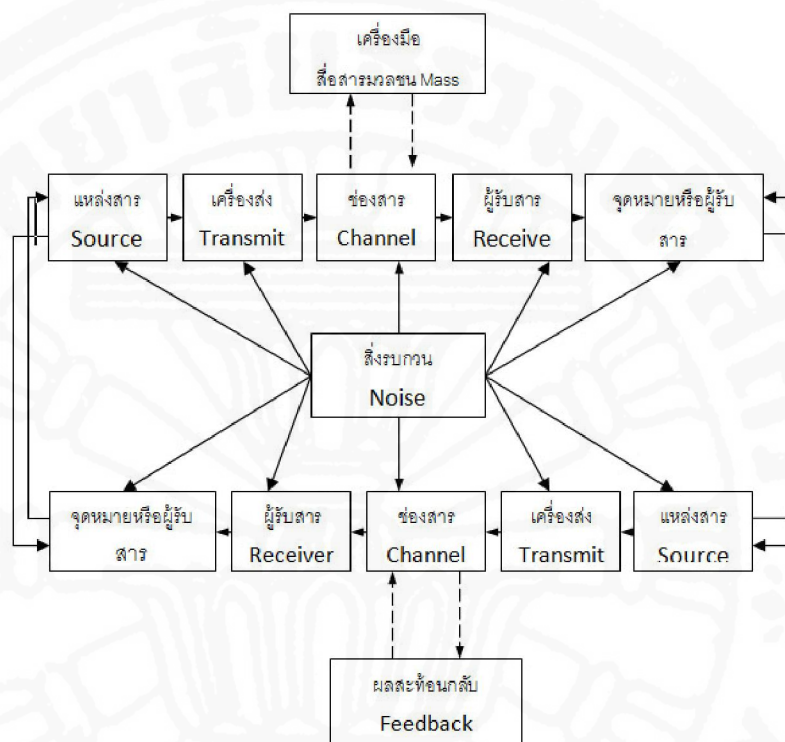 เครื่องมือ
สื่อสารมวลชน Mass
แหล่งสาร
Source
เครื่องส่ง
Transmit
ช่องสาร
Channel
ผู้รับสาร
Receive
จุดหมายหรือผู้รับ
สาร
สิ่งรบกวน
Noise
จุดหมายหรือผู้รับ
สาร
ผู้รับสาร
Receiver
ช่องสาร
Channel
เครื่องส่ง
Transmit
แหล่งสาร
Source
ผลสะท้อนกลับ
Feedback